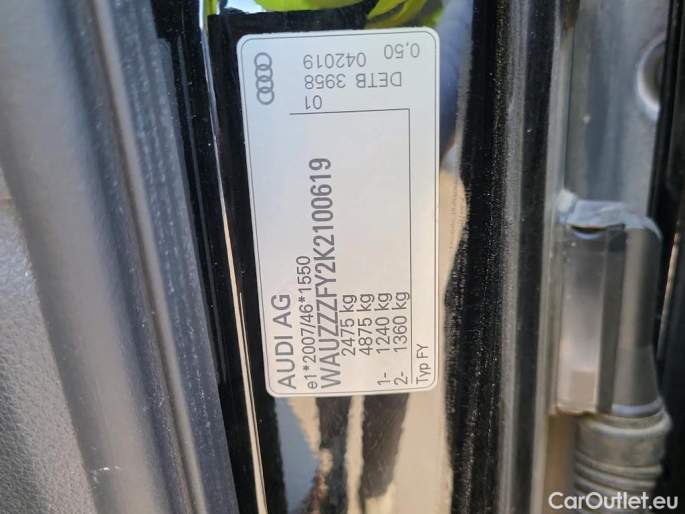 AUDI AG
e1*2007/46*1550
WAUZZZFY2K2100619
2475 kg
4875 kg
1- 1240 kg
2- 1360 kg
Typ FY
01
DETB 3958
042019
0,50
CarOutlet.eu